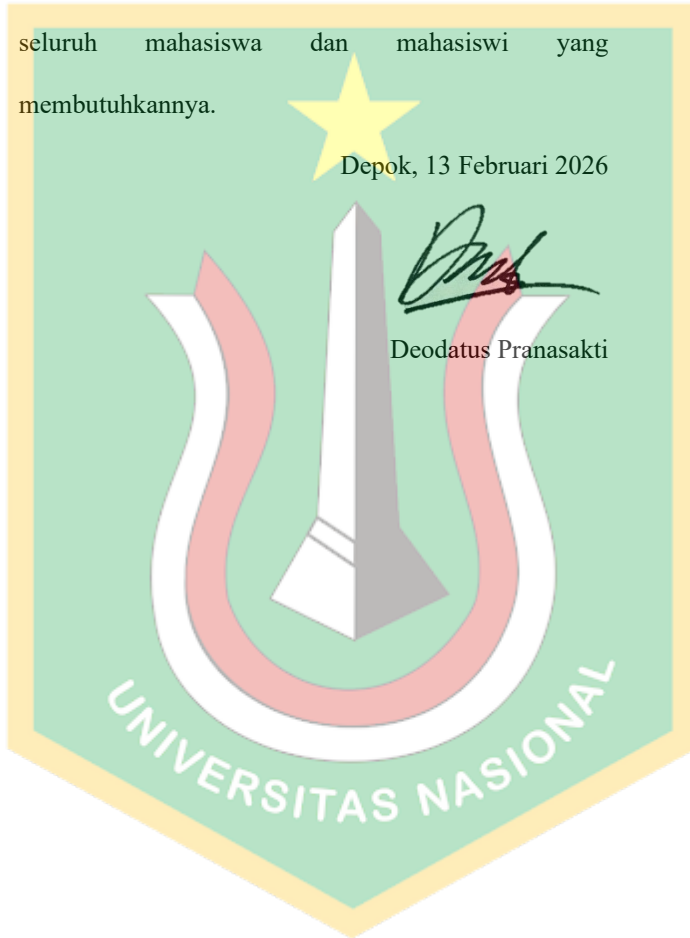 seluruh mahasiswa dan mahasiswi yang
membutuhkannya.
Depok, 13 Februari 2026
Deodatus Pranasakti
UNIVERSITAS NASIONAL